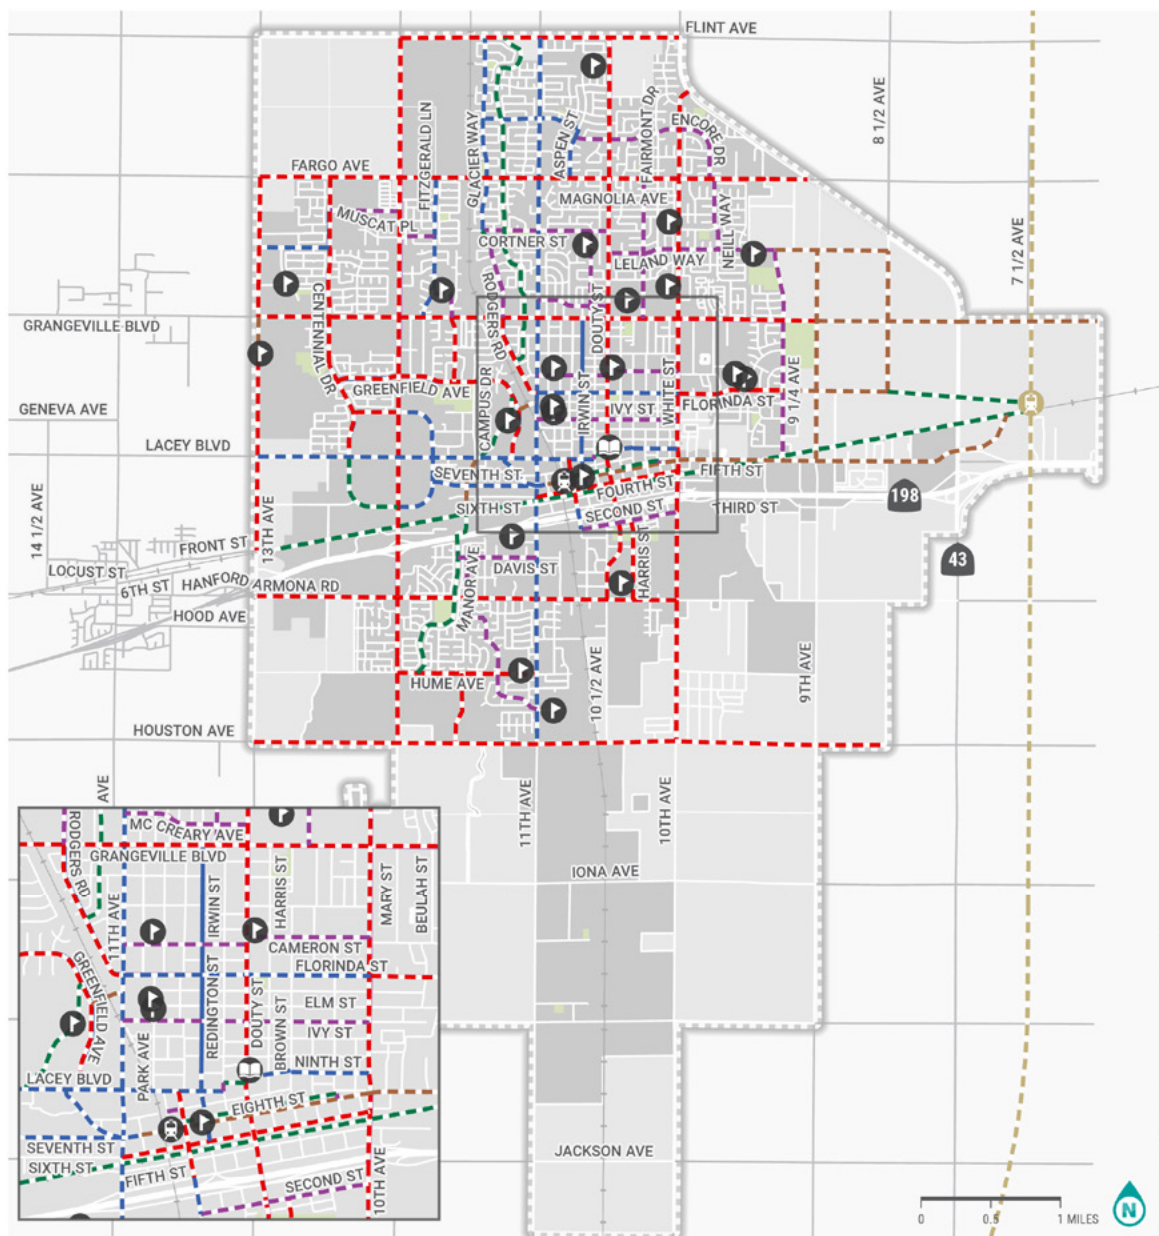 FLINT AVE
8 1/2 AVE
FITZGERALD LN
GLACIER WAY
ASPEN ST
FAIRMONT DR
ENCORE DR
FARGO AVE
MAGNOLIA AVE
MUSCAT PL
CORTNER ST
NEILL WAY
7 1/2 AVE
LELAND WAY
RODGERS RD
CENTENNIAL DR
DOUTY ST
GRANGEVILLE BLVD
GREENFIELD AVE
CAMPUS DR
IRWIN ST
WHITE ST
9 1/4 AVE
GENEVA AVE
IVY ST
FLORINDA ST
LACEY BLVD
SEVENTH ST
FIFTH ST
FOURTH ST
14 1/2 AVE
13TH AVE
SIXTH ST
SECOND ST
THIRD ST
198
FRONT ST
LOCUST ST
6TH ST
HANFORD ARMONA RD
DAVIS ST
HARRIS ST
43
HOOD AVE
MANOR AVE
HUME AVE
10 1/2 AVE
9TH AVE
HOUSTON AVE
11TH AVE
10TH AVE
IONA AVE
JACKSON AVE
AVE
RODGERS RD
MC CREARY AVE
GRANGEVILLE BLVD
11TH AVE
IRWIN ST
HARRIS ST
MARY ST
BEULAH ST
CAMERON ST
FLORINDA ST
GREENFIELD AVE
REDINGTON ST
DOUTY ST
ELM ST
BROWN ST
IVY ST
PARK AVE
NINTH ST
LACEY BLVD
EIGHTH ST
SEVENTH ST
SIXTH ST
FIFTH ST
SECOND ST
10TH AVE
0 0.5 1 MILES
N